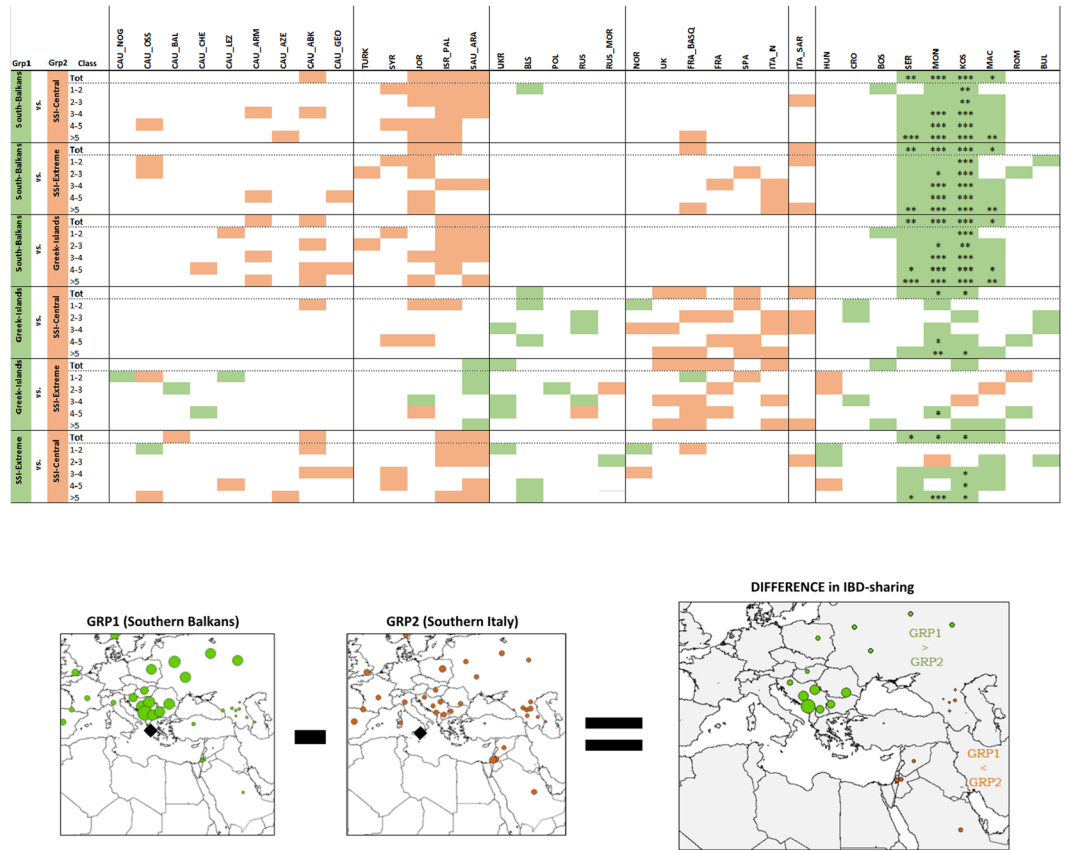 Grp1 Grp2 Class CAU_NOG CAU_OSS CAU_BAL CAU_CHE CAU_LEZ CAU_ARM CAU_AZE CAU_ABK CAU_GEO TURK SYR JOR ISR_PAL SAU_ARA UKR BLS POL RUS RUS_MOR NOR UK FRA_BASQ FRA SPA ITA_N ITA_SAR HUN CRO BOS SER MON KOS MAC ROM BUL
South-Balkans vs. SSI-Central
Tot ** *** *** *
1-2 **
2-3 **
3-4 *** ***
4-5 *** ***
>5 *** *** *** **
South-Balkans vs. SSI-Extreme
Tot ** *** *** *
1-2 ***
2-3 * ***
3-4 *** ***
4-5 *** ***
>5 ** *** *** **
South-Balkans vs. Greek-Islands
Tot ** *** *** *
1-2 ***
2-3 * **
3-4 *** ***
4-5 * *** *** *
>5 *** *** *** **
Greek-Islands vs. SSI-Central
Tot * *
1-2
2-3
3-4
4-5 *
>5 ** *
Greek-Islands vs. SSI-Extreme
Tot
1-2
2-3
3-4
4-5 *
>5
SSI-Extreme vs. SSI-Central
Tot * * *
1-2
2-3
3-4 *
4-5 *
>5 * *** *
GRP1 (Southern Balkans)
GRP2 (Southern Italy)
DIFFERENCE in IBD-sharing
GRP1
>
GRP2
GRP1
<
GRP2